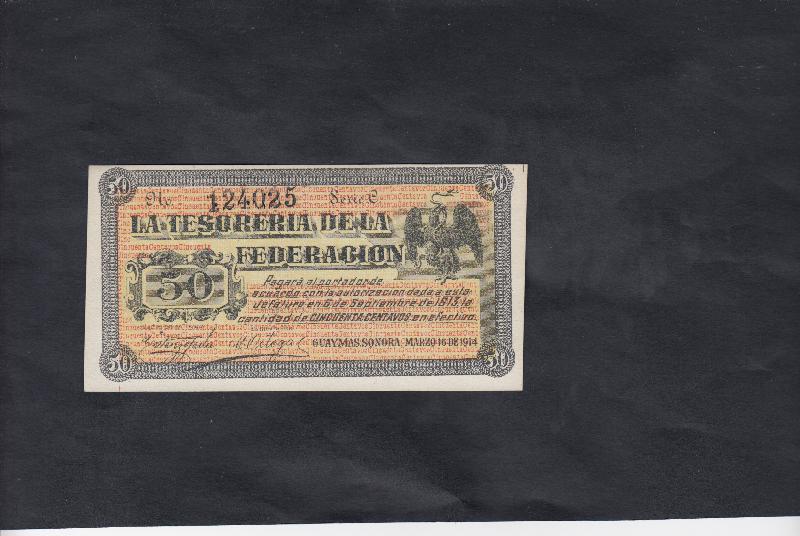 50 50
No. 124025 Serie C
LA TESORERIA DE LA
FEDERACION
50
Pagará al portador de
acuerdo con la autorización dada a esta
Jefatura en 6 de Septiembre de 1913, la
cantidad de CINCUENTA CENTAVOS en efectivo.
GUAYMAS, SONORA, MARZO 16 DE 1914
50 50